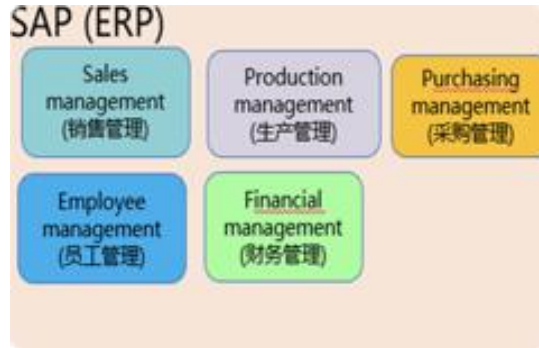 SAP (ERP)
Sales
management
(销售管理)
Production
management
(生产管理)
Purchasing
management
(采购管理)
Employee
management
(员工管理)
Financial
management
(财务管理)